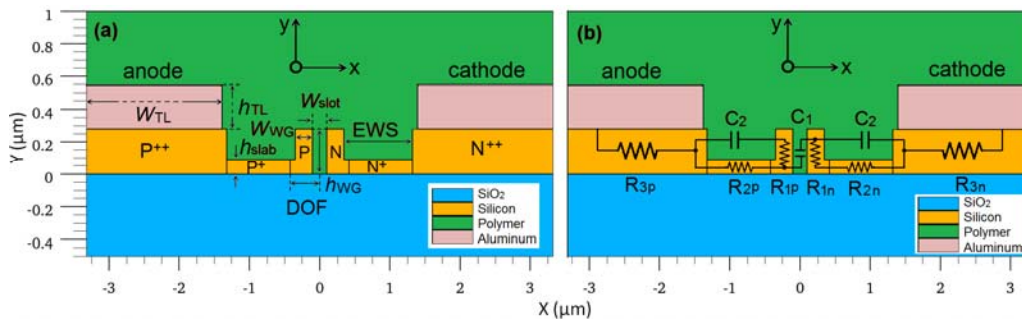 1
0.8
0.6
0.4
0.2
0
-0.2
-0.4
Y (µm)
(a)
y
x
anode
cathode
W_TL
h_TL
W_slot
W_WG
EWS
h_slab
P++
P+
P
N
N+
N++
h_WG
DOF
SiO₂
Silicon
Polymer
Aluminum
-3 -2 -1 0 1 2 3
(b)
y
x
anode
cathode
C₂ C₁ C₂
R₃p R₂p R₁p R₁n R₂n R₃n
SiO₂
Silicon
Polymer
Aluminum
-3 -2 -1 0 1 2 3
X (µm)